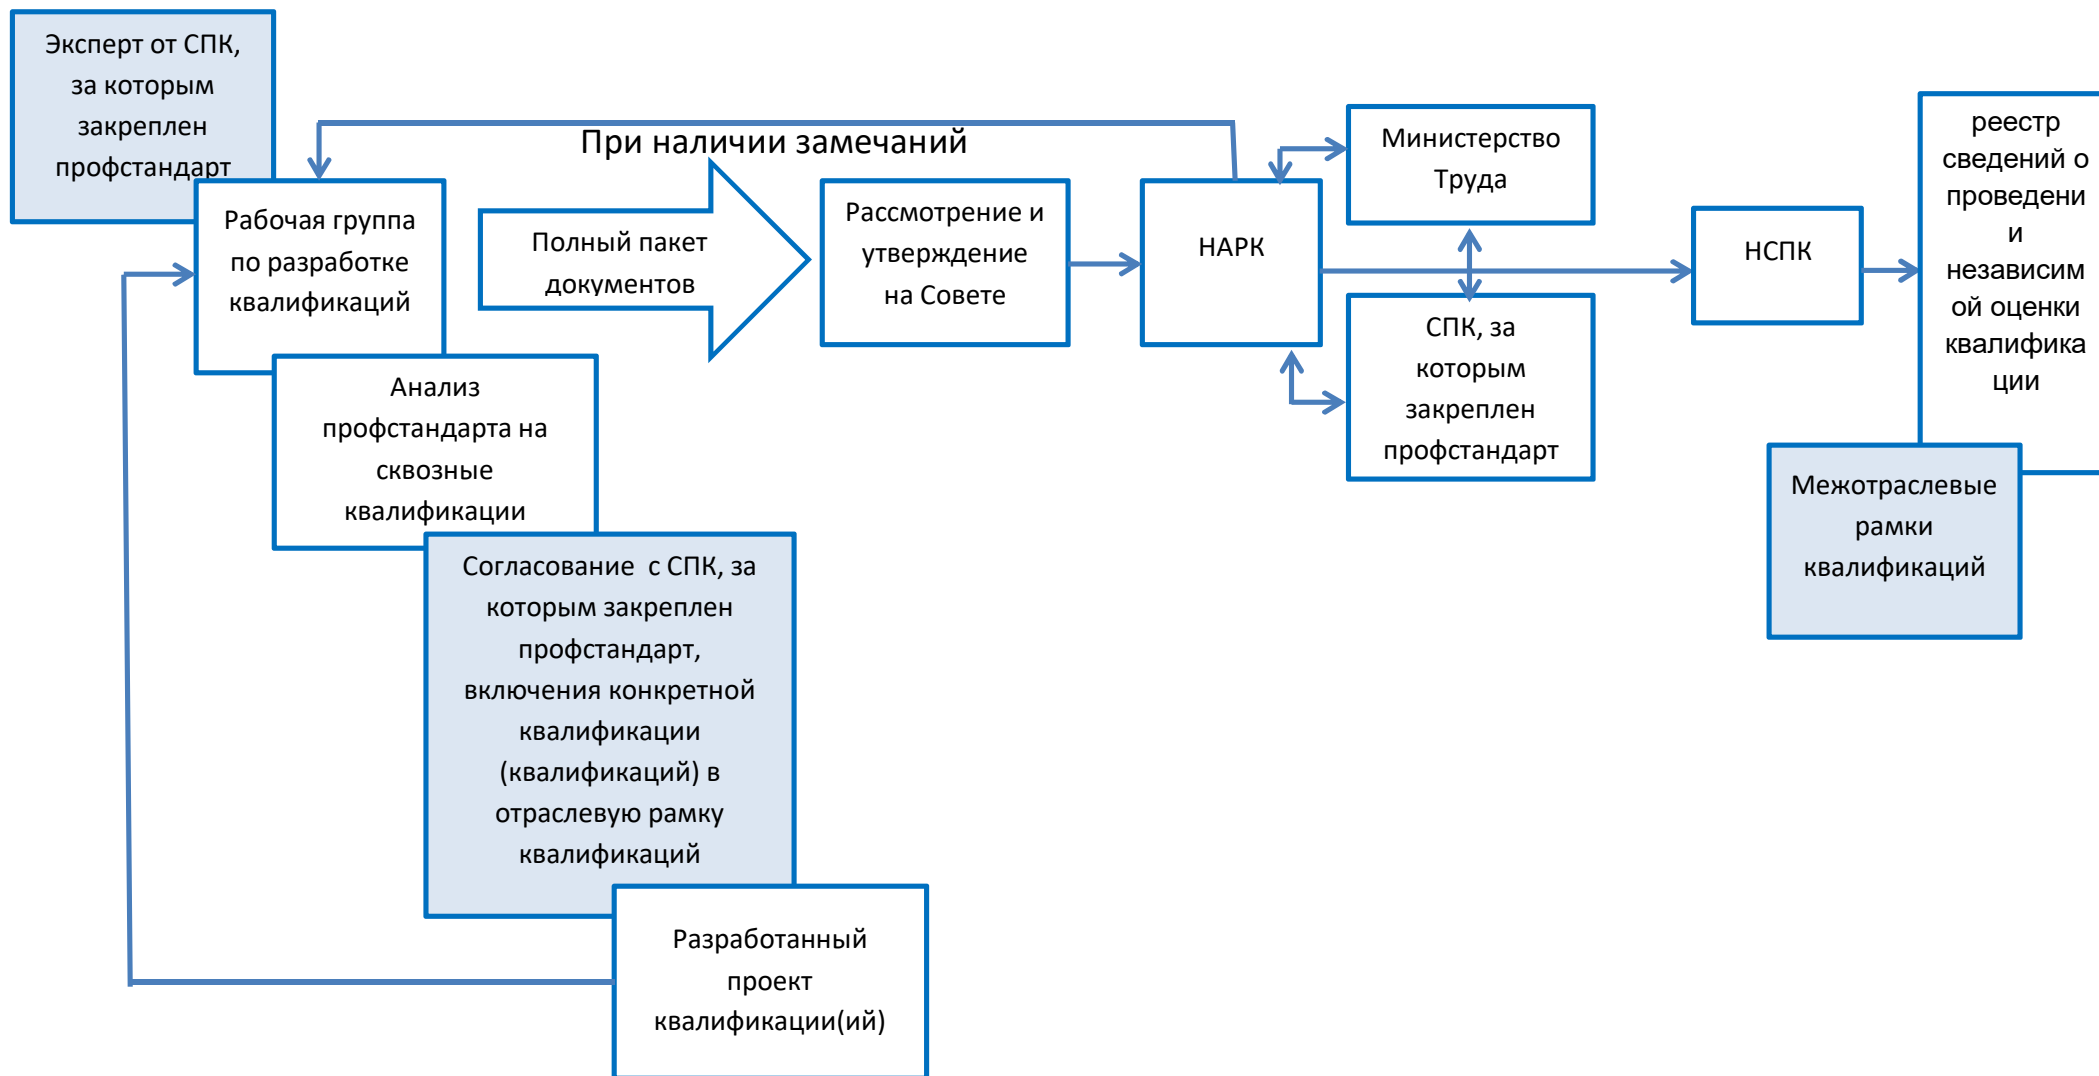 Эксперт от СПК,
за которым
закреплен
профстандарт
Рабочая группа
по разработке
квалификаций
Анализ
профстандарта на
сквозные
квалификации
Согласование  с СПК, за
которым закреплен
профстандарт,
включения конкретной
квалификации
(квалификаций) в
отраслевую рамку
квалификаций
Разработанный
проект
квалификации(ий)
При наличии замечаний
Полный пакет
документов
Рассмотрение и
утверждение
на Совете
НАРК
Министерство
Труда
СПК, за
которым
закреплен
профстандарт
НСПК
реестр
сведений о
проведени
и
независим
ой оценки
квалифика
ции
Межотраслевые
рамки
квалификаций